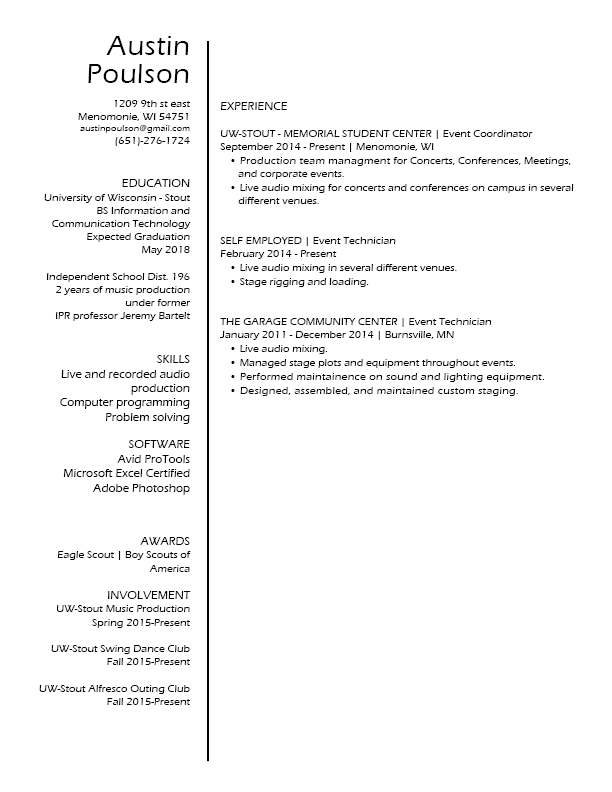 Austin
Poulson
1209 9th st east
Menomonie, WI 54751
austinpoulson@gmail.com
(651)-276-1724
EDUCATION
University of Wisconsin - Stout
BS Information and
Communication Technology
Expected Graduation
May 2018
Independent School Dist. 196
2 years of music production
under former
IPR professor Jeremy Bartelt
SKILLS
Live and recorded audio
production
Computer programming
Problem solving
SOFTWARE
Avid ProTools
Microsoft Excel Certified
Adobe Photoshop
AWARDS
Eagle Scout | Boy Scouts of
America
INVOLVEMENT
UW-Stout Music Production
Spring 2015-Present
UW-Stout Swing Dance Club
Fall 2015-Present
UW-Stout Alfresco Outing Club
Fall 2015-Present
EXPERIENCE
UW-STOUT - MEMORIAL STUDENT CENTER | Event Coordinator
September 2014 - Present | Menomonie, WI
• Production team managment for Concerts, Conferences, Meetings,
and corporate events.
• Live audio mixing for concerts and conferences on campus in several
different venues.
SELF EMPLOYED | Event Technician
February 2014 - Present
• Live audio mixing in several different venues.
• Stage rigging and loading.
THE GARAGE COMMUNITY CENTER | Event Technician
January 2011 - December 2014 | Burnsville, MN
• Live audio mixing.
• Managed stage plots and equipment throughout events.
• Performed maintainence on sound and lighting equipment.
• Designed, assembled, and maintained custom staging.